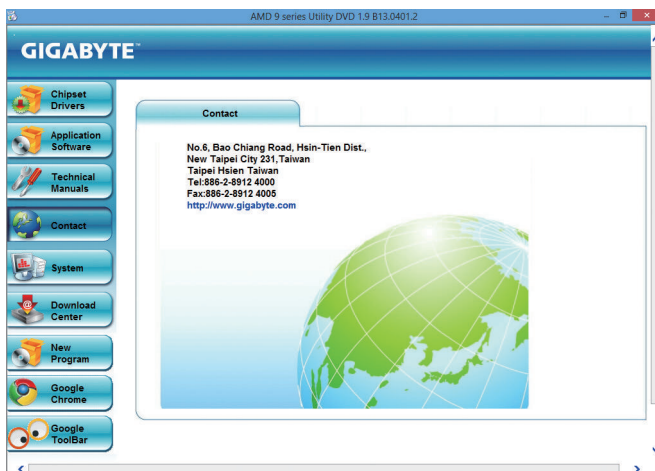 AMD 9 series Utility DVD 1.9 B13.0401.2
GIGABYTE™
Chipset
Drivers
Application
Software
Technical
Manuals
Contact
System
Download
Center
New
Program
Google
Chrome
Google
ToolBar
Contact
No.6, Bao Chiang Road, Hsin-Tien Dist.,
New Taipei City 231,Taiwan
Taipei Hsien Taiwan
Tel:886-2-8912 4000
Fax:886-2-8912 4005
http://www.gigabyte.com